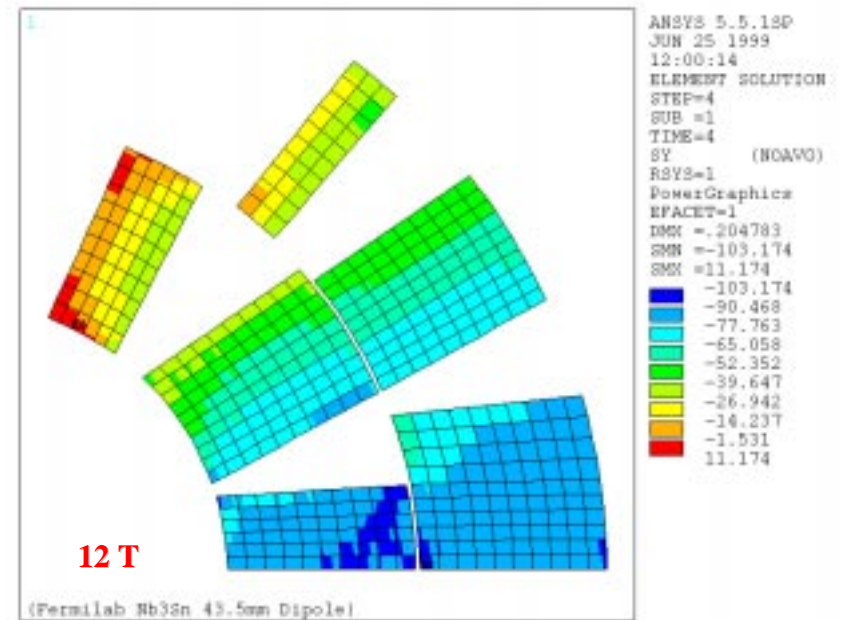 1
ANSYS 5.5.1SP
JUN 25 1999
12:00:14
ELEMENT SOLUTION
STEP=4
SUB =1
TIME=4
SY (NOAVG)
RSYS=1
PowerGraphics
EFACET=1
DMX =.204783
SMN =-103.174
SMX =11.174
-103.174
-90.468
-77.763
-65.058
-52.352
-39.647
-26.942
-14.237
-1.531
11.174
12 T
(Fermilab Nb3Sn 43.5mm Dipole)